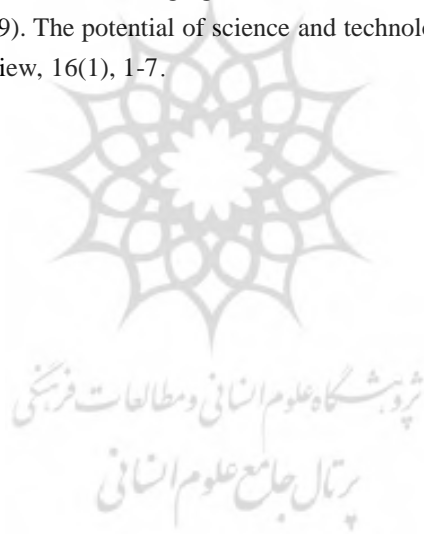 9). The potential of science and technolo
iew, 16(1), 1-7.
پژوهشگاه علوم انسانی و مطالعات فرهنگی
پرتال جامع علوم انسانی